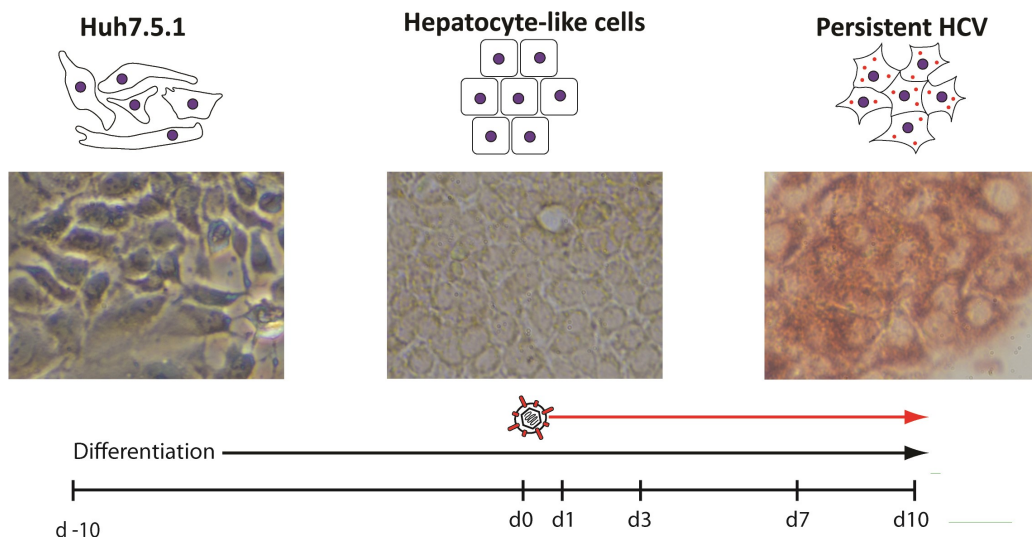 Huh7.5.1
Hepatocyte-like cells
Persistent HCV
Differentiation
d -10
d0
d1
d3
d7
d10